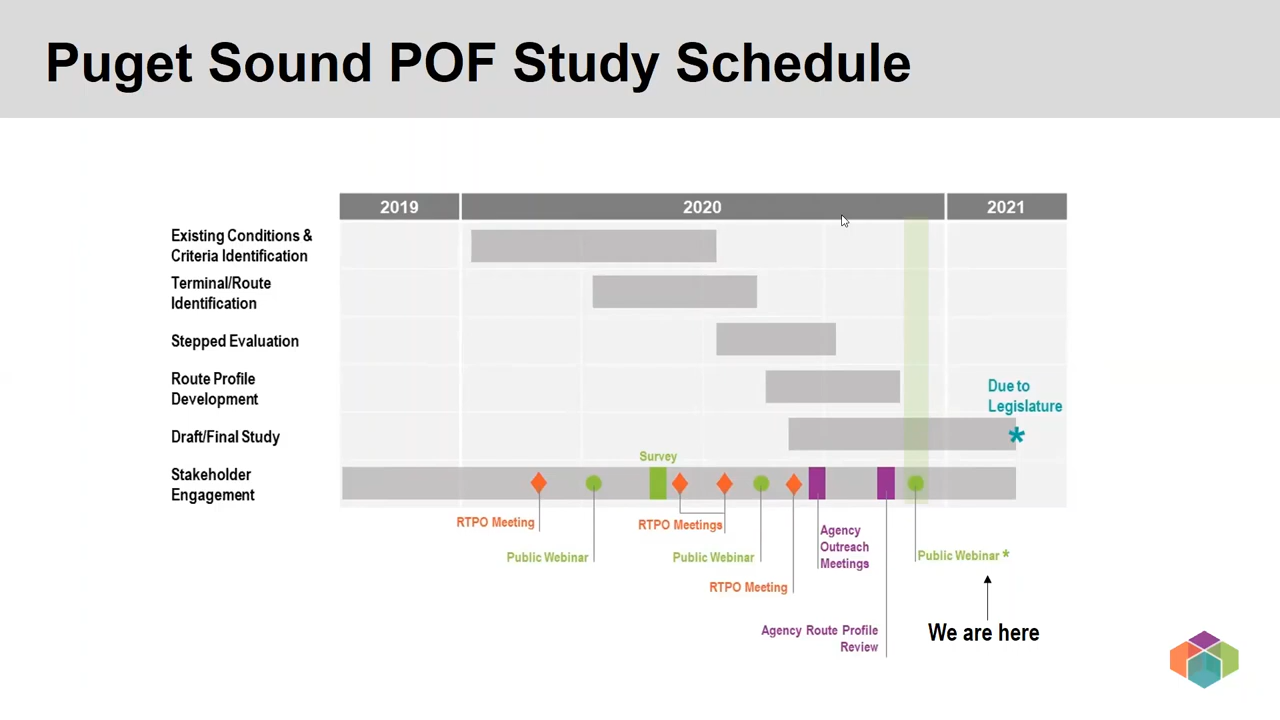 Puget Sound POF Study Schedule
2019
2020
2021
Existing Conditions &
Criteria Identification
Terminal/Route
Identification
Stepped Evaluation
Route Profile
Development
Due to
Legislature
*
Draft/Final Study
Survey
Stakeholder
Engagement
RTPO Meeting
RTPO Meetings
Agency
Outreach
Meetings
Public Webinar
Public Webinar
Public Webinar *
RTPO Meeting
Agency Route Profile
Review
We are here